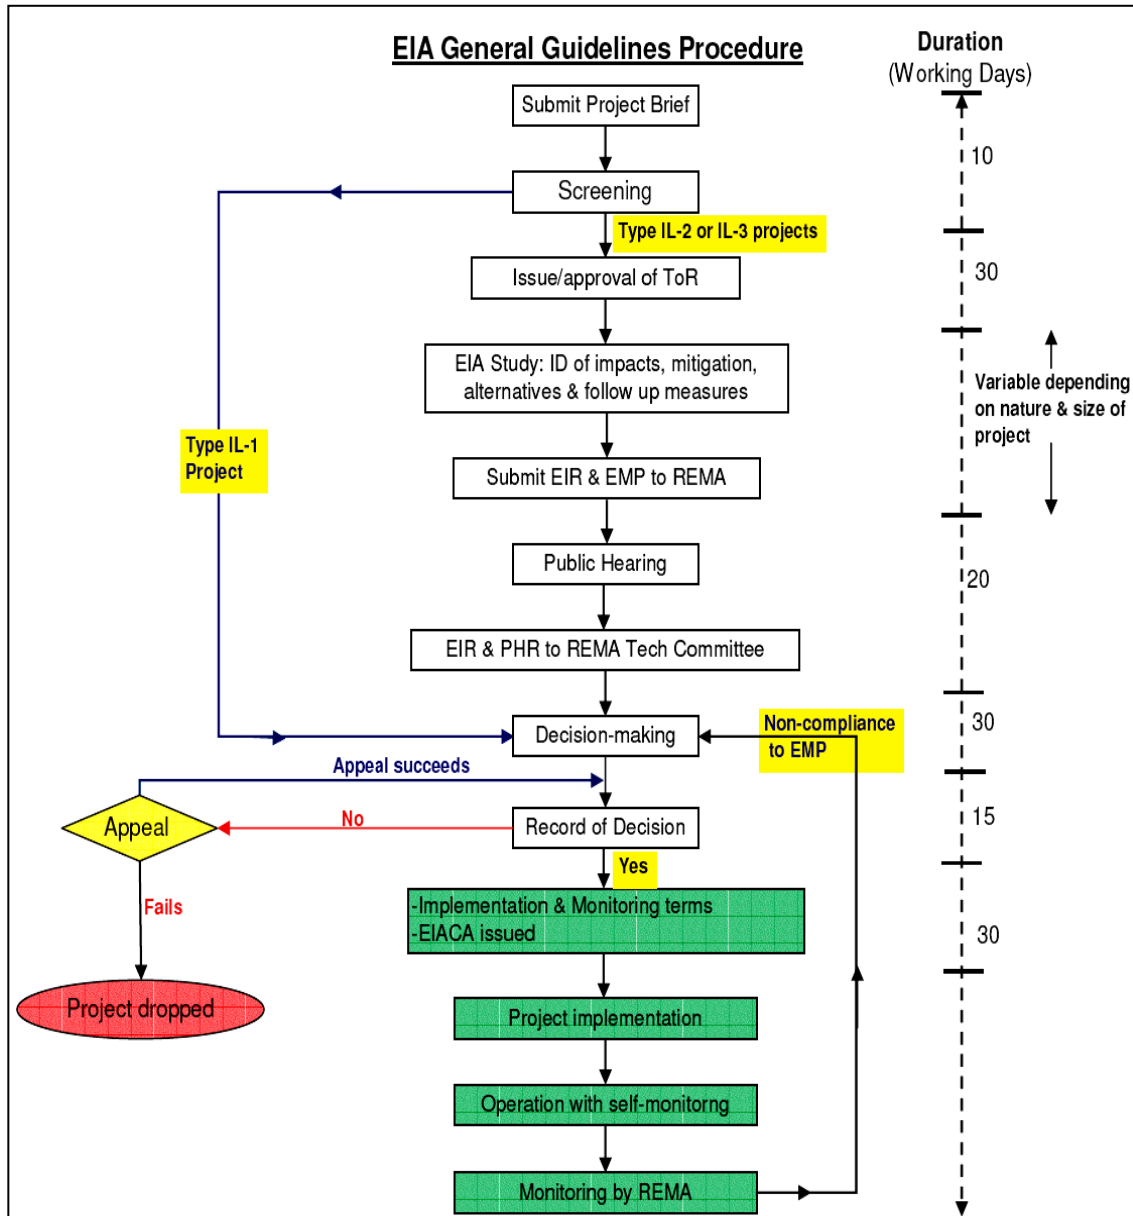 EIA General Guidelines Procedure
Duration
(Working Days)
Submit Project Brief
10
Screening
Type IL-2 or IL-3 projects
Issue/approval of ToR
30
EIA Study: ID of impacts, mitigation,
alternatives & follow up measures
Variable depending
on nature & size of
project
Type IL-1
Project
Submit EIR & EMP to REMA
Public Hearing
20
EIR & PHR to REMA Tech Committee
Decision-making
Non-compliance
to EMP
30
Appeal succeeds
Appeal
No
Record of Decision
15
Yes
Fails
-Implementation & Monitoring terms
-EIACA issued
30
Project dropped
Project implementation
Operation with self-monitorng
Monitoring by REMA